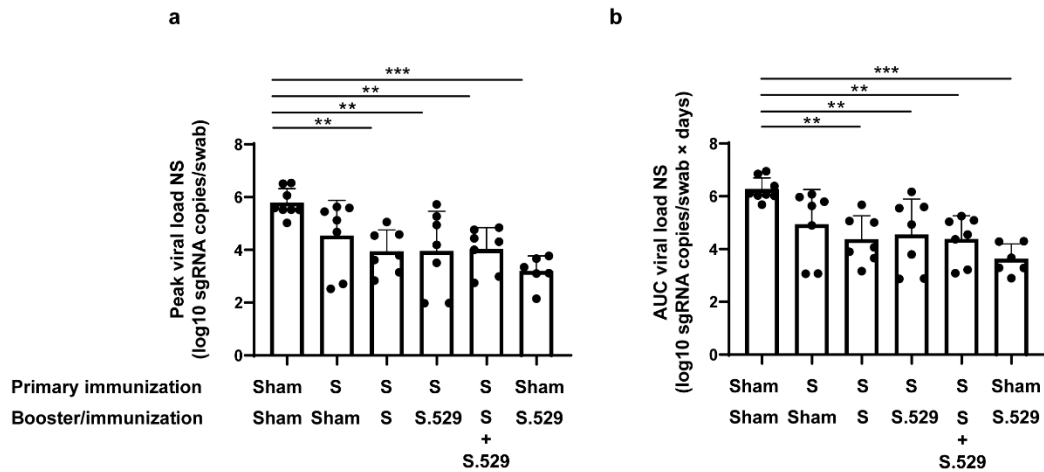 a
***
**
**
**
Peak viral load NS
(log10 sgRNA copies/swab)
8
6
4
2
0
Primary immunization Sham S S S S Sham
Booster/immunization Sham Sham S S.529 S S.529
+
S.529
b
***
**
**
**
AUC viral load NS
(log10 sgRNA copies/swab × days)
8
6
4
2
0
Sham S S S S Sham
Sham Sham S S.529 S S.529
+
S.529